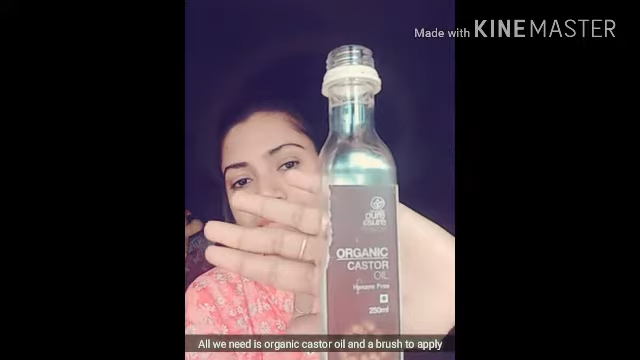 Made with KINEMASTER
pure
& sure
ORGANIC
CASTOR
OIL
Hexane Free
250ml
All we need is organic castor oil and a brush to apply